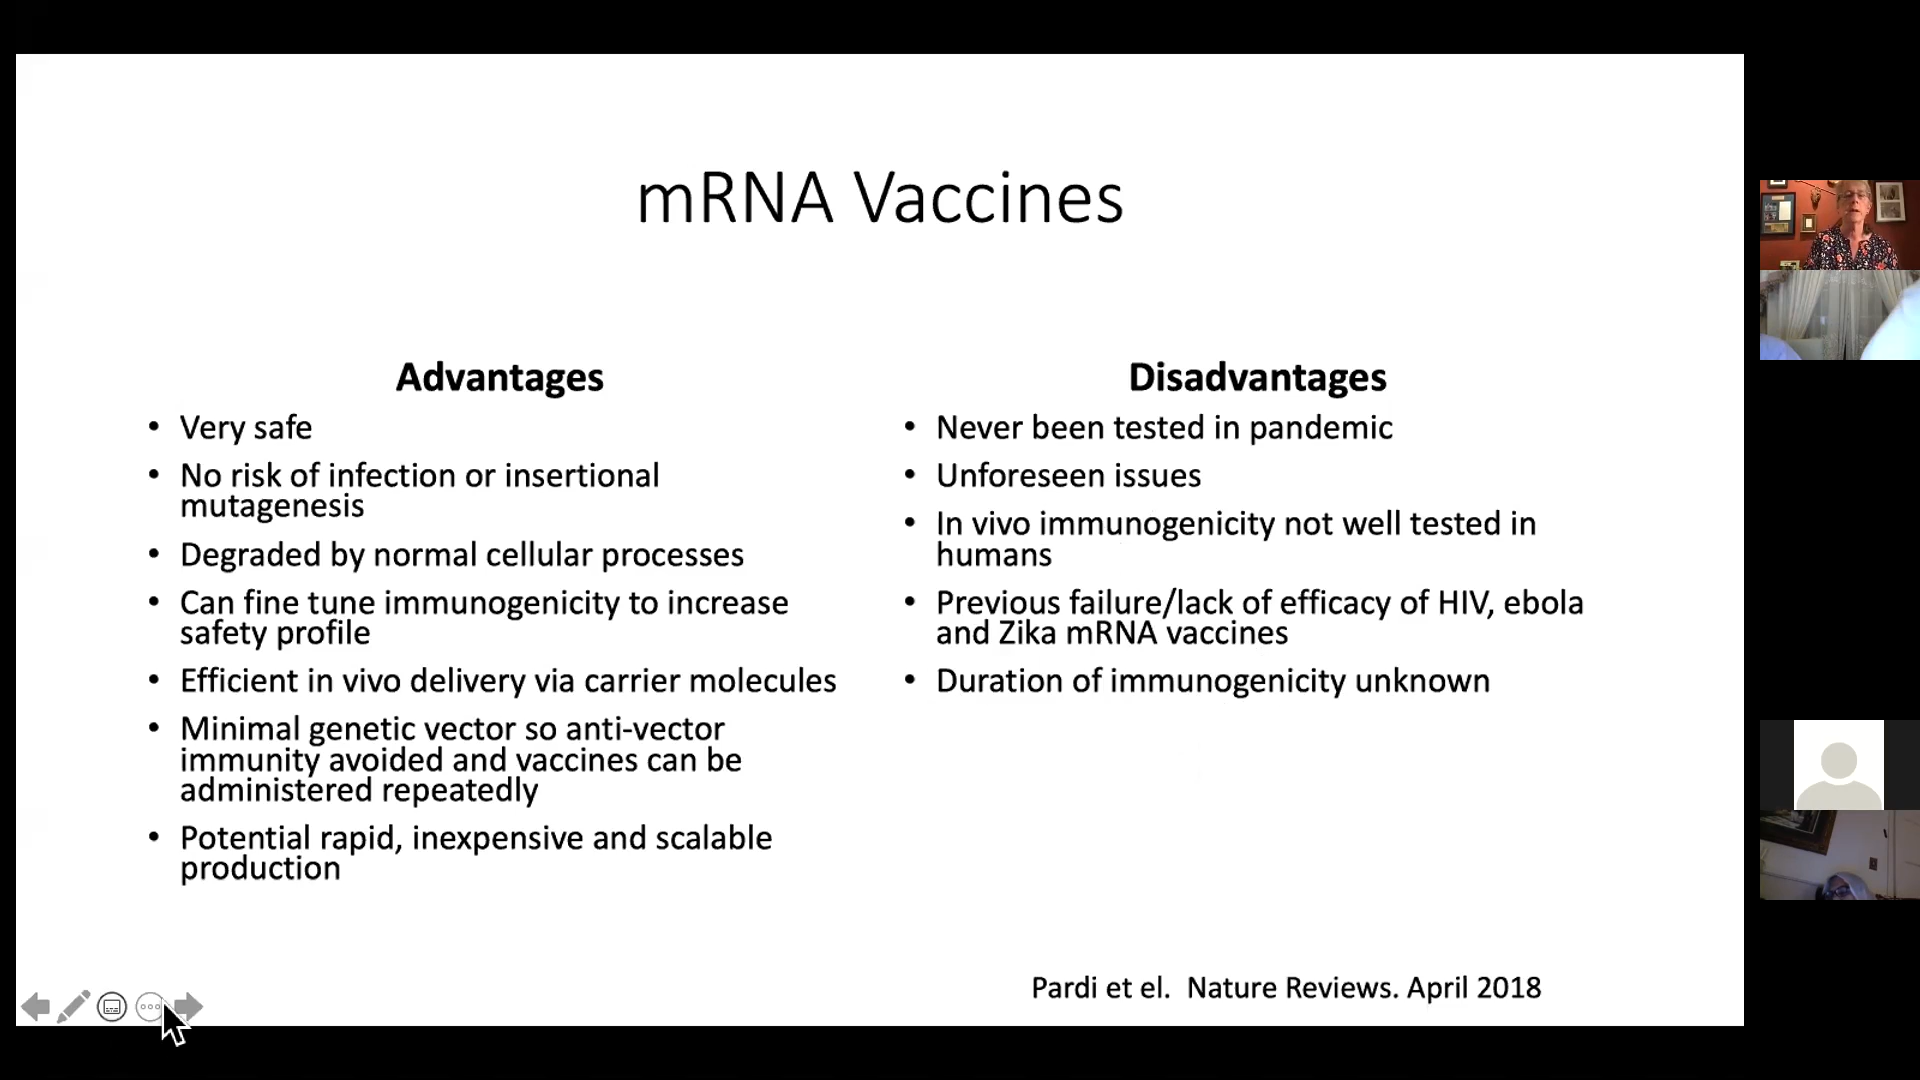 mRNA Vaccines
Advantages
• Very safe
• No risk of infection or insertional
mutagenesis
• Degraded by normal cellular processes
• Can fine tune immunogenicity to increase
safety profile
• Efficient in vivo delivery via carrier molecules
• Minimal genetic vector so anti-vector
immunity avoided and vaccines can be
administered repeatedly
• Potential rapid, inexpensive and scalable
production
Disadvantages
• Never been tested in pandemic
• Unforeseen issues
• In vivo immunogenicity not well tested in
humans
• Previous failure/lack of efficacy of HIV, ebola
and Zika mRNA vaccines
• Duration of immunogenicity unknown
Pardi et el. Nature Reviews. April 2018